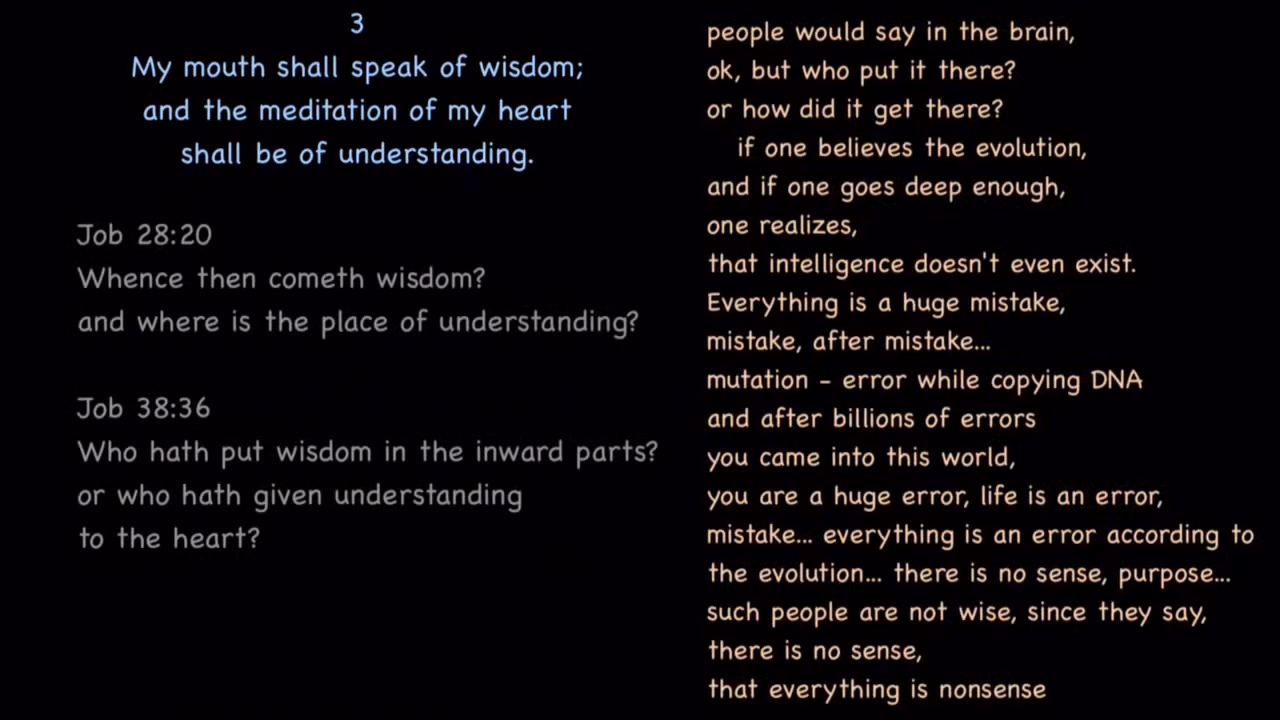 3
My mouth shall speak of wisdom;
and the meditation of my heart
shall be of understanding.
Job 28:20
Whence then cometh wisdom?
and where is the place of understanding?
Job 38:36
Who hath put wisdom in the inward parts?
or who hath given understanding
to the heart?
people would say in the brain,
ok, but who put it there?
or how did it get there?
if one believes the evolution,
and if one goes deep enough,
one realizes,
that intelligence doesn't even exist.
Everything is a huge mistake,
mistake, after mistake...
mutation - error while copying DNA
and after billions of errors
you came into this world,
you are a huge error, life is an error,
mistake... everything is an error according to
the evolution... there is no sense, purpose...
such people are not wise, since they say,
there is no sense,
that everything is nonsense